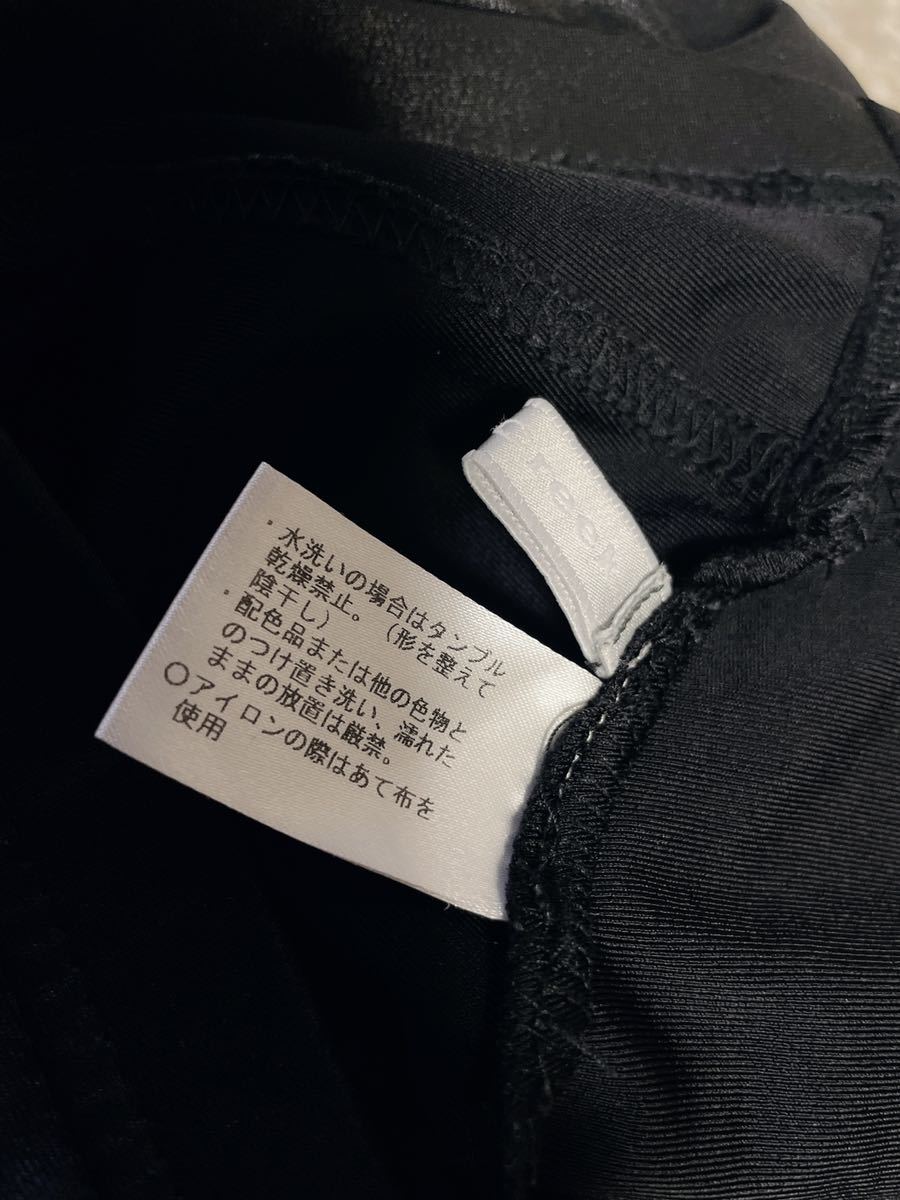 ・水洗いの場合はタンブル
乾燥禁止。（形を整えて
陰干し）
・配色品または他の色物と
のつけ置き洗い、濡れた
ままの放置は厳禁。
○アイロンの際はあて布を
使用